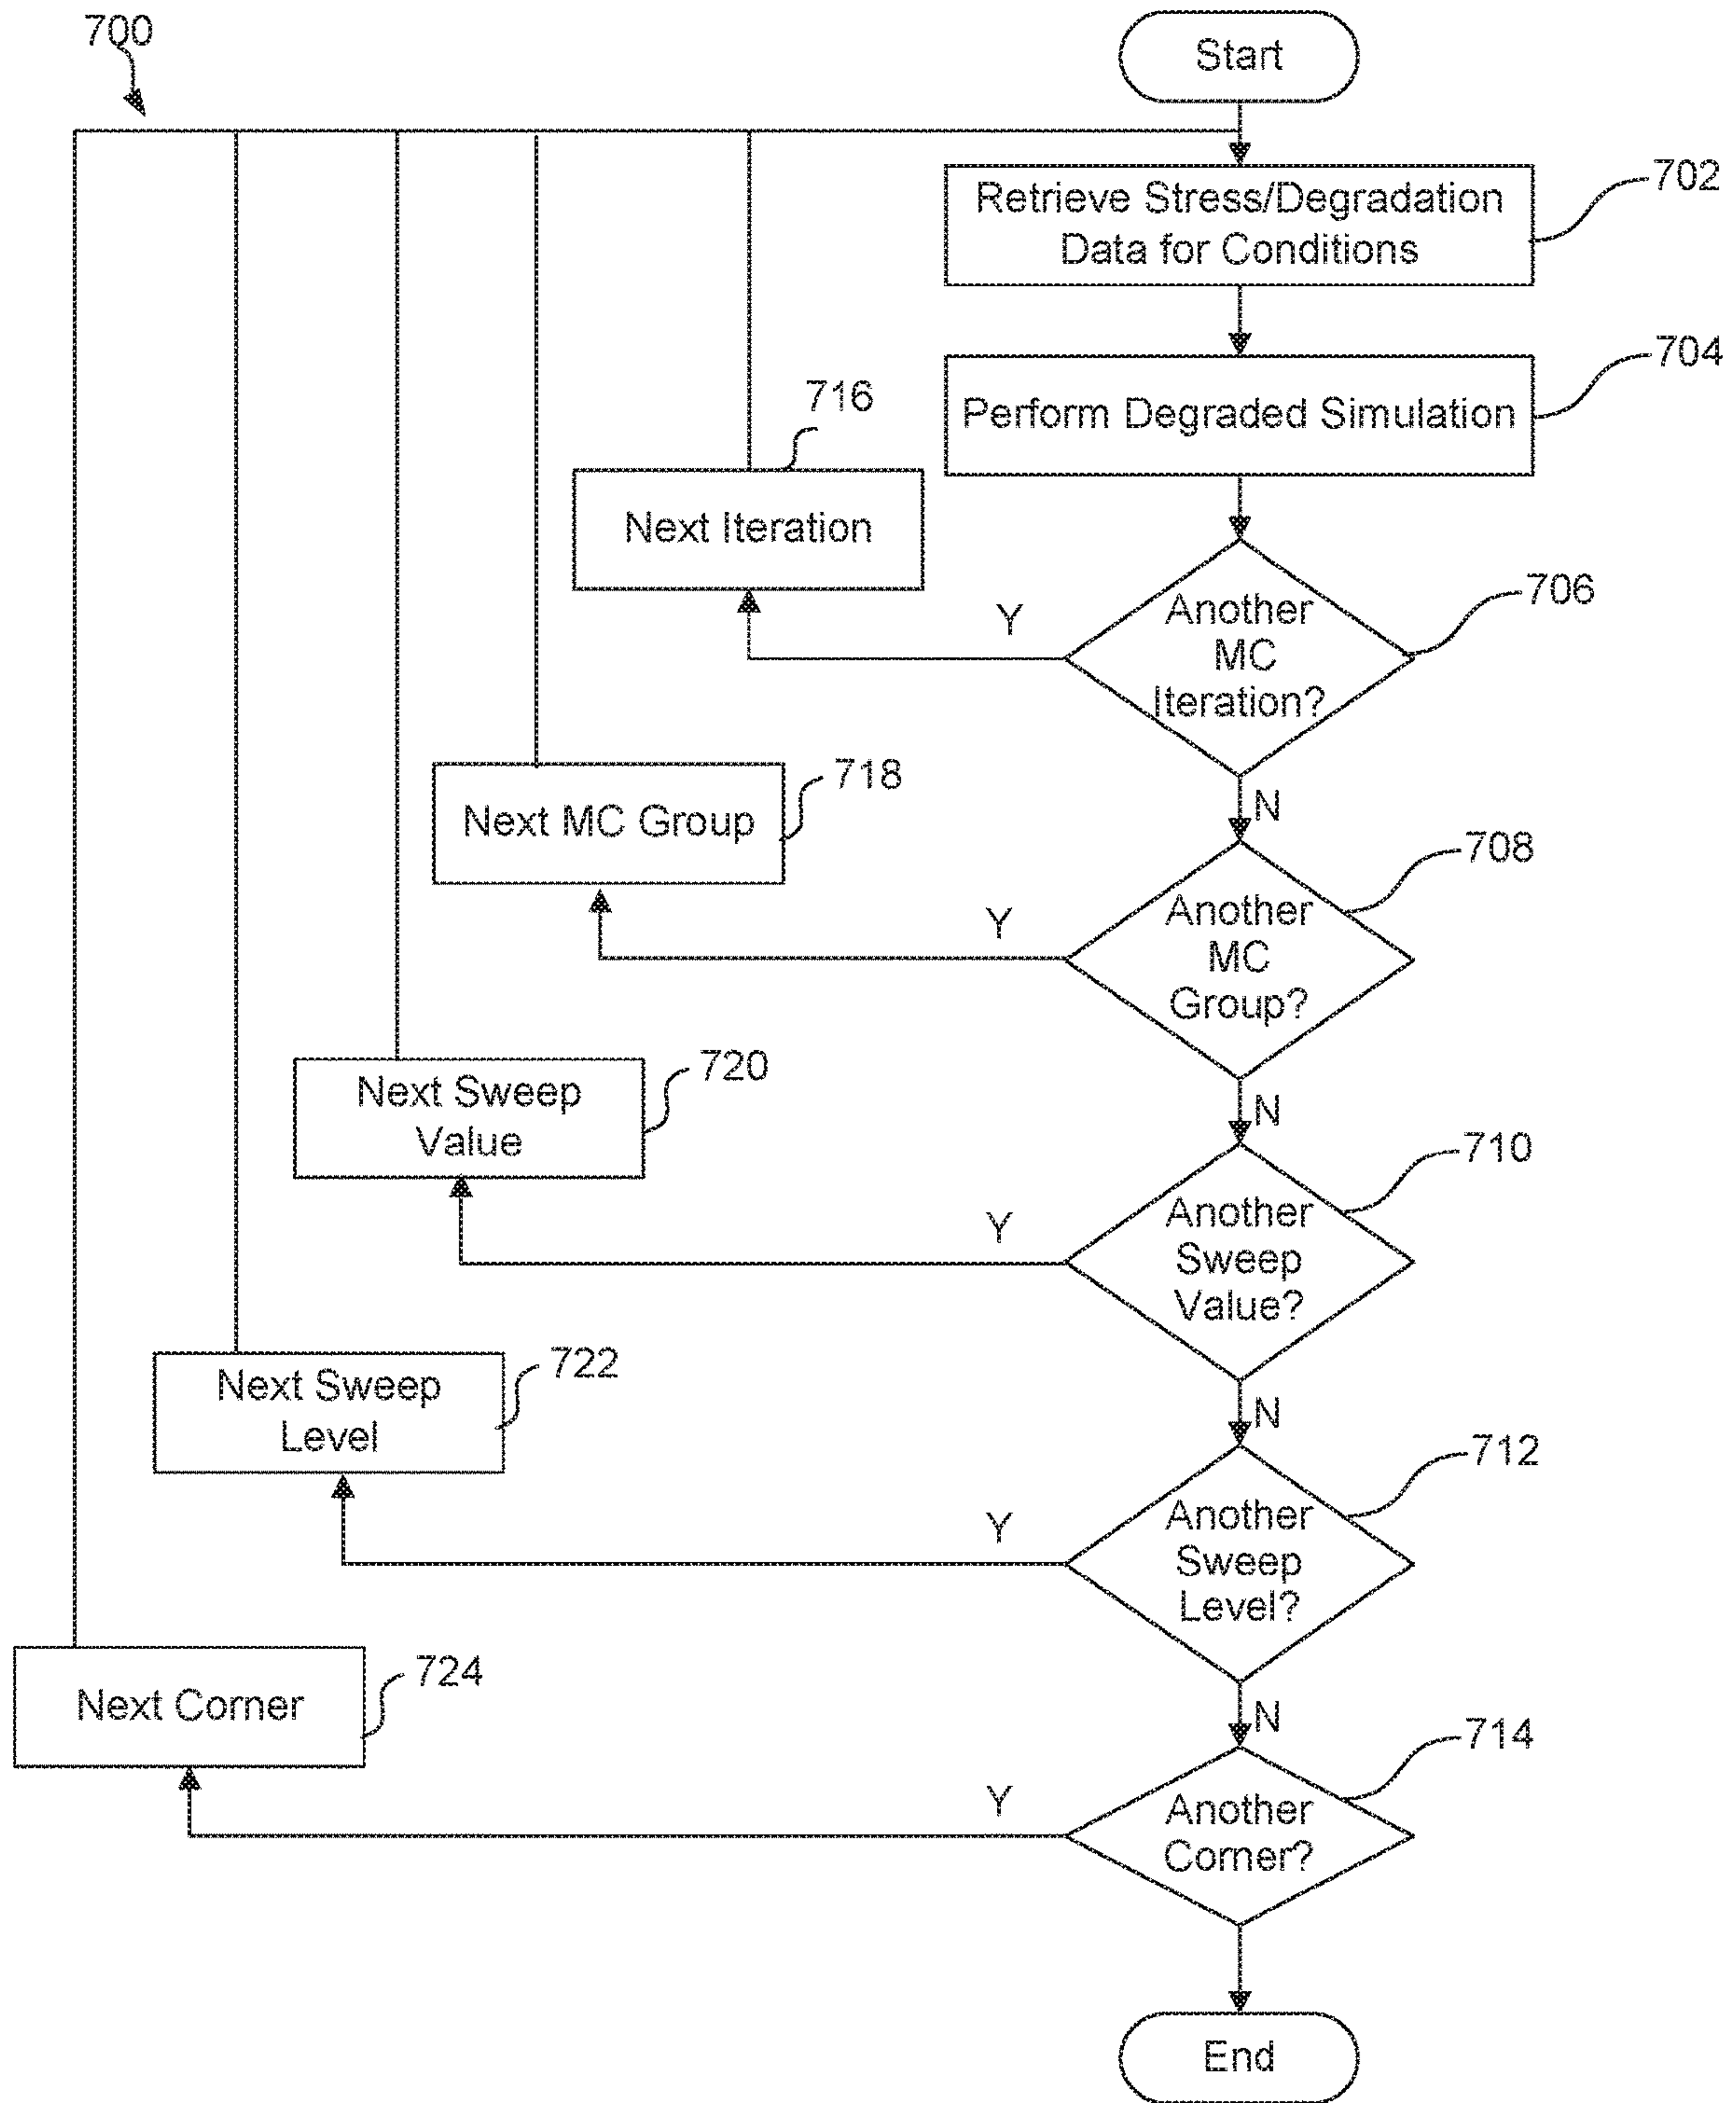 700
Start
Retrieve Stress/Degradation
Data for Conditions
702
Perform Degraded Simulation
704
716
Next Iteration
Another
MC
Iteration?
706
Y
N
Next MC Group
718
Another
MC
Group?
708
Y
N
Next Sweep
Value
720
Another
Sweep
Value?
710
Y
N
Next Sweep
Level
722
Another
Sweep
Level?
712
Y
N
Next Corner
724
Another
Corner?
714
Y
End